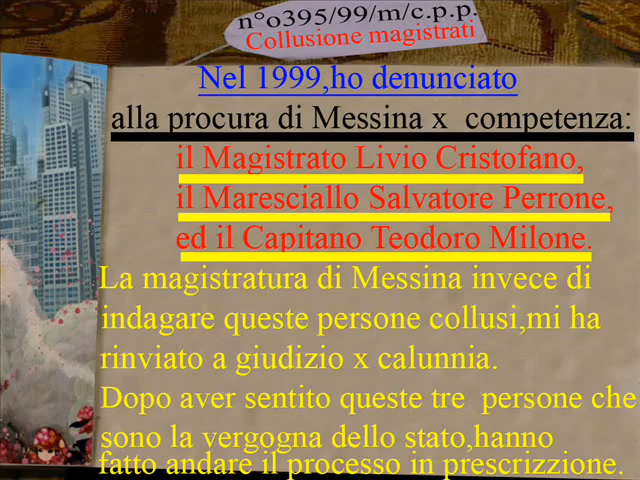 n°o395/99/m/c.p.p.
Collusione magistrati
Nel 1999,ho denunciato
alla procura di Messina x competenza:
il Magistrato Livio Cristofano,
il Maresciallo Salvatore Perrone,
ed il Capitano Teodoro Milone.
La magistratura di Messina invece di
indagare queste persone collusi,mi ha
rinviato a giudizio x calunnia.
Dopo aver sentito queste tre persone che
sono la vergogna dello stato,hanno
fatto andare il processo in prescrizzione.